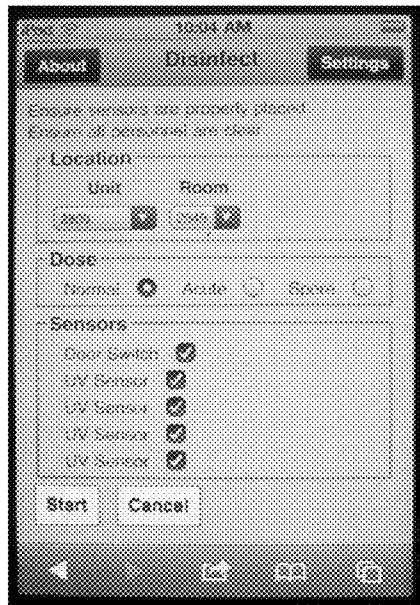 10:04 AM
About
Disinfect
Settings
Ensure sensors are properly placed
Ensure all personnel are clear
Location
Unit Room
Dose
Normal Acute Spore
Sensors
Door Switch
UV Sensor
UV Sensor
UV Sensor
UV Sensor
Start Cancel